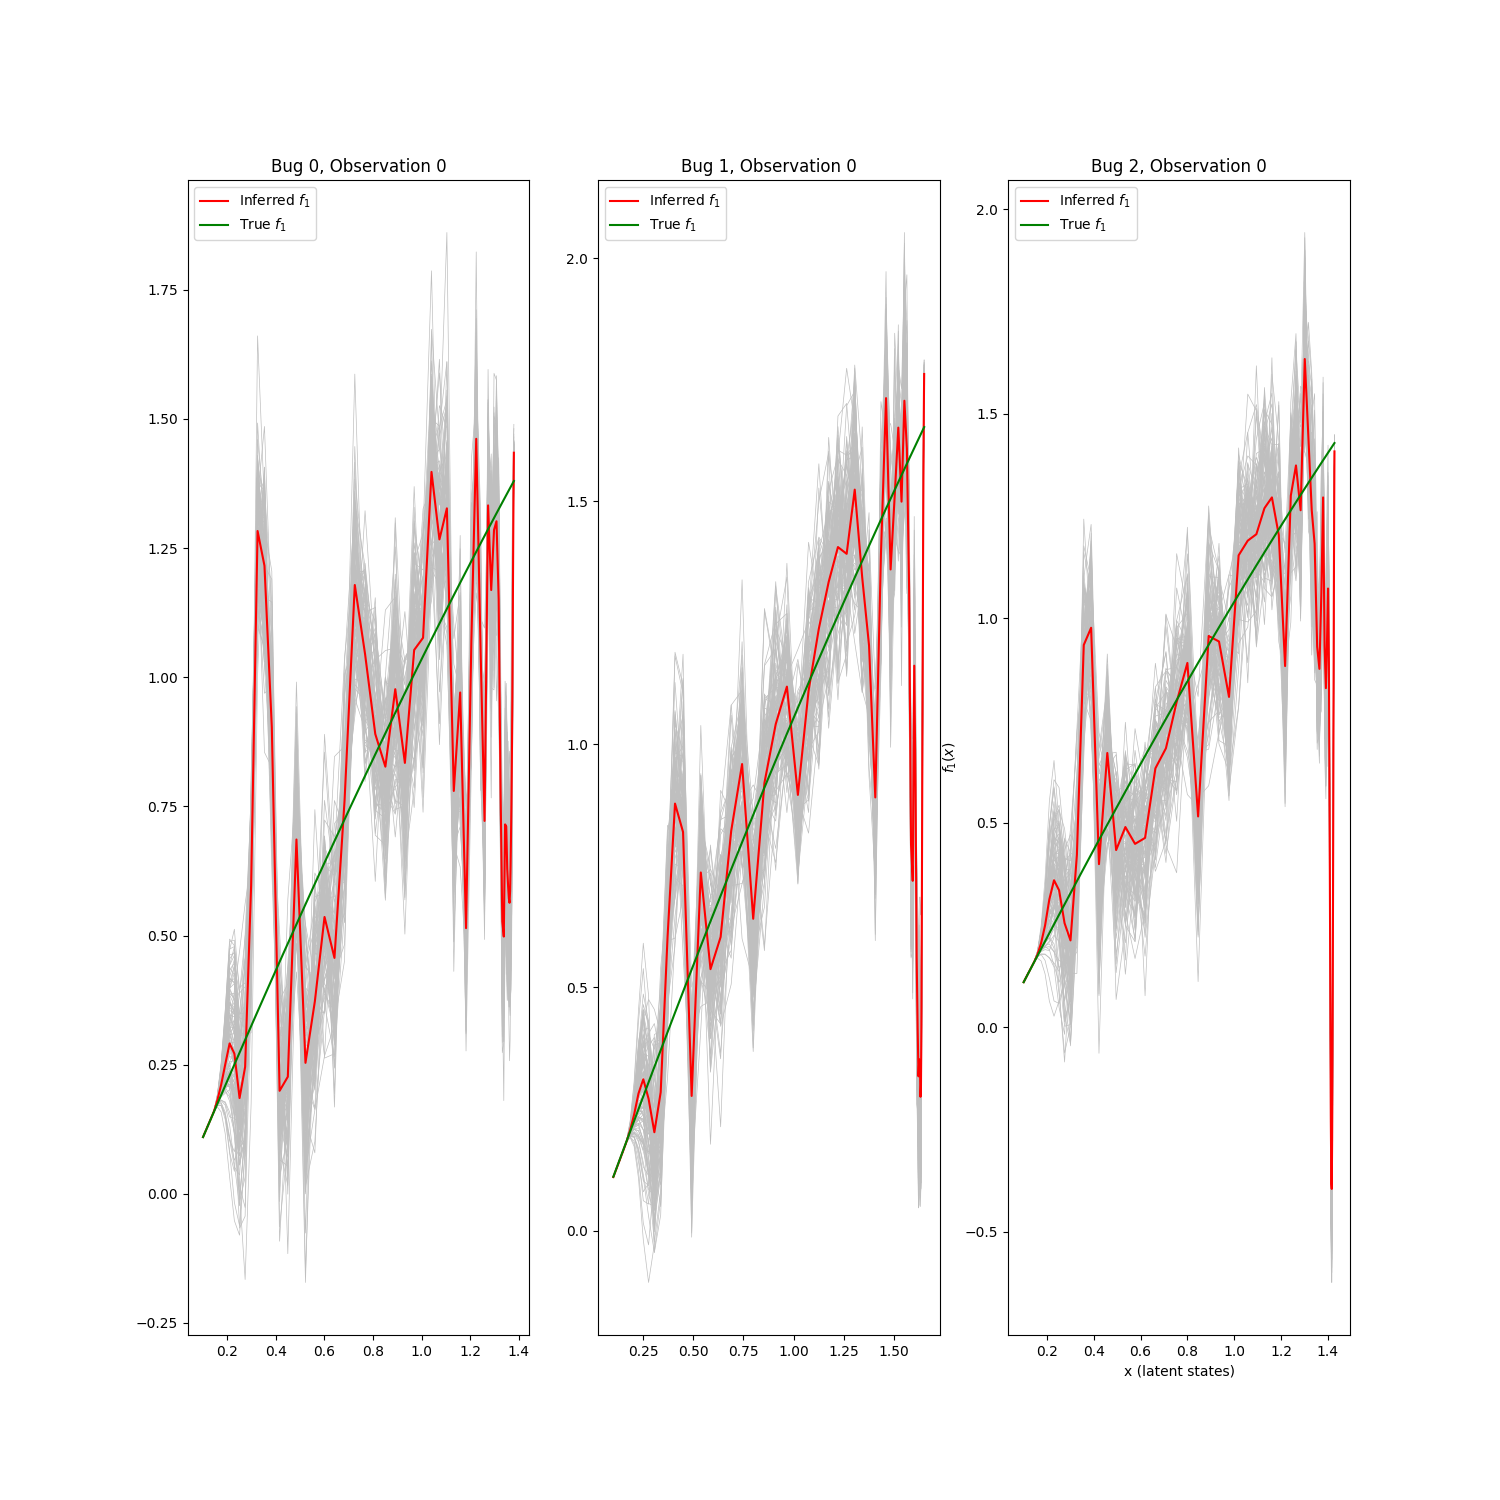 Bug 0, Observation 0
Inferred f₁
True f₁
1.75
1.50
1.25
1.00
0.75
0.50
0.25
0.00
−0.25
0.2 0.4 0.6 0.8 1.0 1.2 1.4
Bug 1, Observation 0
Inferred f₁
True f₁
2.0
1.5
1.0
0.5
0.0
0.25 0.50 0.75 1.00 1.25 1.50
Bug 2, Observation 0
Inferred f₁
True f₁
f₁(x)
2.0
1.5
1.0
0.5
0.0
−0.5
0.2 0.4 0.6 0.8 1.0 1.2 1.4
x (latent states)